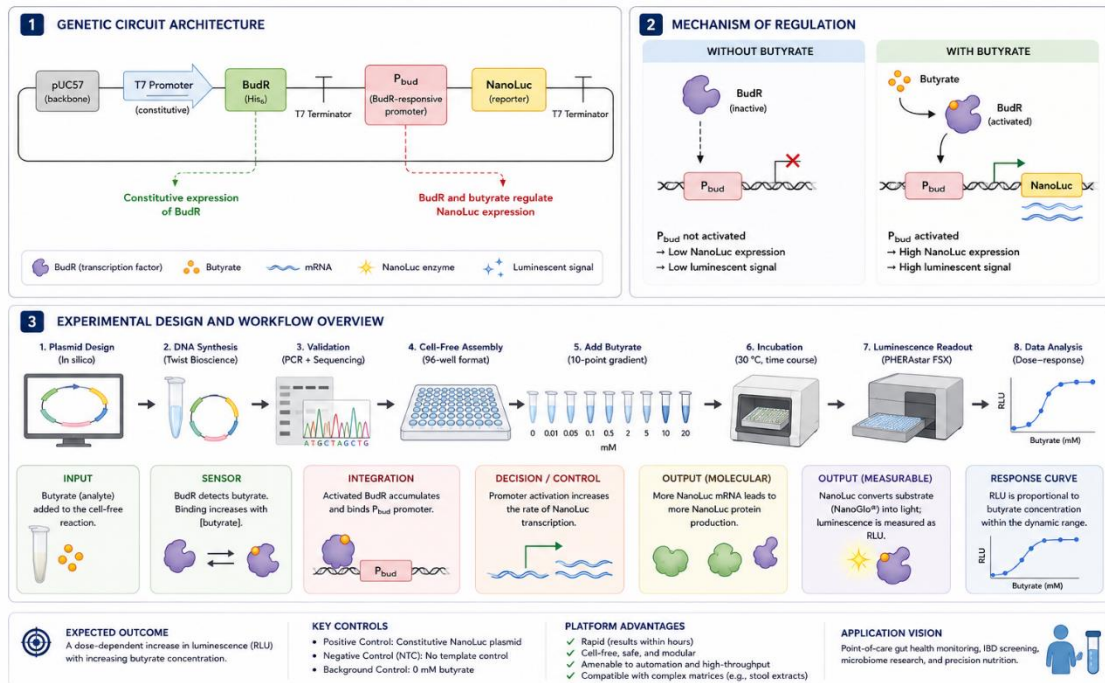 1 GENETIC CIRCUIT ARCHITECTURE
pUC57
(backbone)
T7 Promoter
(constitutive)
BudR
(His6)
T7 Terminator
Pbud
(BudR-responsive
promoter)
NanoLuc
(reporter)
T7 Terminator
Constitutive expression
of BudR
BudR and butyrate regulate
NanoLuc expression
BudR (transcription factor)
Butyrate
mRNA
NanoLuc enzyme
Luminescent signal
2 MECHANISM OF REGULATION
WITHOUT BUTYRATE
BudR
(inactive)
Pbud
Pbud not activated
→ Low NanoLuc expression
→ Low luminescent signal
WITH BUTYRATE
Butyrate
BudR
(activated)
Pbud
NanoLuc
Pbud activated
→ High NanoLuc expression
→ High luminescent signal
3 EXPERIMENTAL DESIGN AND WORKFLOW OVERVIEW
1. Plasmid Design
(In silico)
2. DNA Synthesis
(Twist Bioscience)
3. Validation
(PCR + Sequencing)
ATGCTAGCTG
4. Cell-Free Assembly
(96-well format)
5. Add Butyrate
(10-point gradient)
0 0.01 0.05 0.1 0.5 2 5 10 20
mM
6. Incubation
(30 °C, time course)
7. Luminescence Readout
(PHERAstar FSX)
8. Data Analysis
(Dose–response)
RLU
Butyrate (mM)
INPUT
Butyrate (analyte)
added to the cell-free
reaction.
SENSOR
BudR detects butyrate.
Binding increases with
[butyrate].
INTEGRATION
Activated BudR accumulates
and binds Pbud promoter.
Pbud
DECISION / CONTROL
Promoter activation increases
the rate of NanoLuc
transcription.
OUTPUT (MOLECULAR)
More NanoLuc mRNA leads to
more NanoLuc protein
production.
OUTPUT (MEASURABLE)
NanoLuc converts substrate
(NanoGlo®) into light;
luminescence is measured as
RLU.
RESPONSE CURVE
RLU is proportional to
butyrate concentration
within the dynamic range.
RLU
Butyrate (mM)
EXPECTED OUTCOME
A dose-dependent increase in luminescence (RLU)
with increasing butyrate concentration.
KEY CONTROLS
• Positive Control: Constitutive NanoLuc plasmid
• Negative Control (NTC): No template control
• Background Control: 0 mM butyrate
PLATFORM ADVANTAGES
✓ Rapid (results within hours)
✓ Cell-free, safe, and modular
✓ Amenable to automation and high-throughput
✓ Compatible with complex matrices (e.g., stool extracts)
APPLICATION VISION
Point-of-care gut health monitoring, IBD screening,
microbiome research, and precision nutrition.